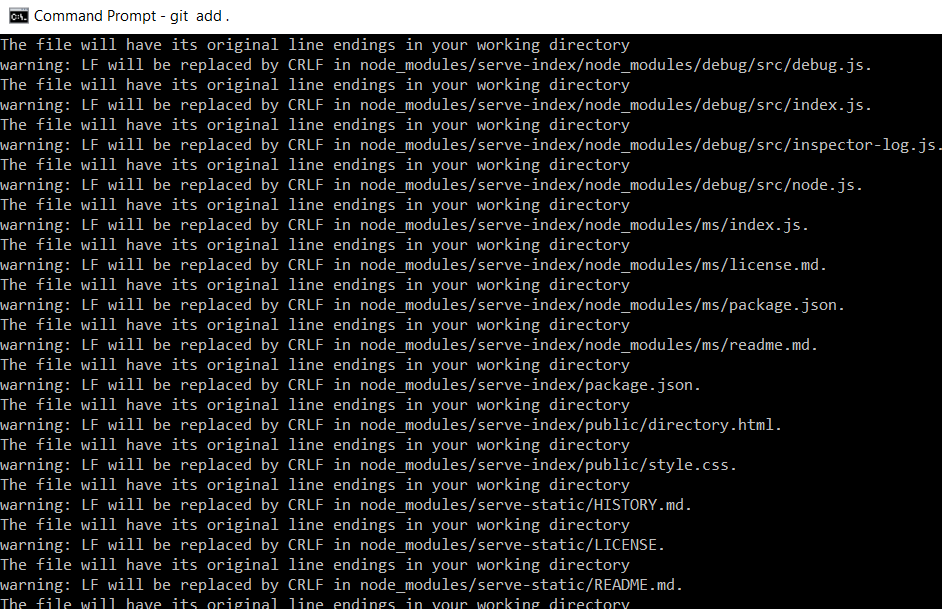 Command Prompt - git  add .
The file will have its original line endings in your working directory
warning: LF will be replaced by CRLF in node_modules/serve-index/node_modules/debug/src/debug.js.
The file will have its original line endings in your working directory
warning: LF will be replaced by CRLF in node_modules/serve-index/node_modules/debug/src/index.js.
The file will have its original line endings in your working directory
warning: LF will be replaced by CRLF in node_modules/serve-index/node_modules/debug/src/inspector-log.js.
The file will have its original line endings in your working directory
warning: LF will be replaced by CRLF in node_modules/serve-index/node_modules/debug/src/node.js.
The file will have its original line endings in your working directory
warning: LF will be replaced by CRLF in node_modules/serve-index/node_modules/ms/index.js.
The file will have its original line endings in your working directory
warning: LF will be replaced by CRLF in node_modules/serve-index/node_modules/ms/license.md.
The file will have its original line endings in your working directory
warning: LF will be replaced by CRLF in node_modules/serve-index/node_modules/ms/package.json.
The file will have its original line endings in your working directory
warning: LF will be replaced by CRLF in node_modules/serve-index/node_modules/ms/readme.md.
The file will have its original line endings in your working directory
warning: LF will be replaced by CRLF in node_modules/serve-index/package.json.
The file will have its original line endings in your working directory
warning: LF will be replaced by CRLF in node_modules/serve-index/public/directory.html.
The file will have its original line endings in your working directory
warning: LF will be replaced by CRLF in node_modules/serve-index/public/style.css.
The file will have its original line endings in your working directory
warning: LF will be replaced by CRLF in node_modules/serve-static/HISTORY.md.
The file will have its original line endings in your working directory
warning: LF will be replaced by CRLF in node_modules/serve-static/LICENSE.
The file will have its original line endings in your working directory
warning: LF will be replaced by CRLF in node_modules/serve-static/README.md.
The file will have its original line endings in your working directory